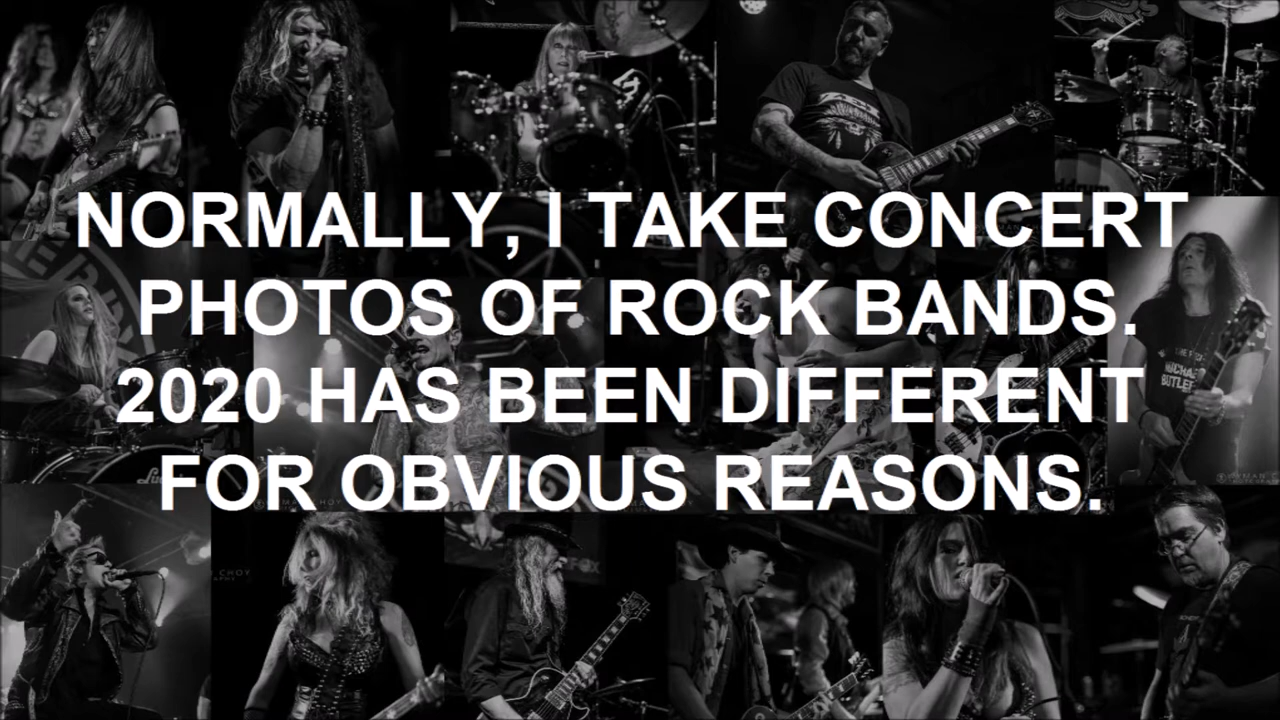 NORMALLY, I TAKE CONCERT
PHOTOS OF ROCK BANDS.
2020 HAS BEEN DIFFERENT
FOR OBVIOUS REASONS.